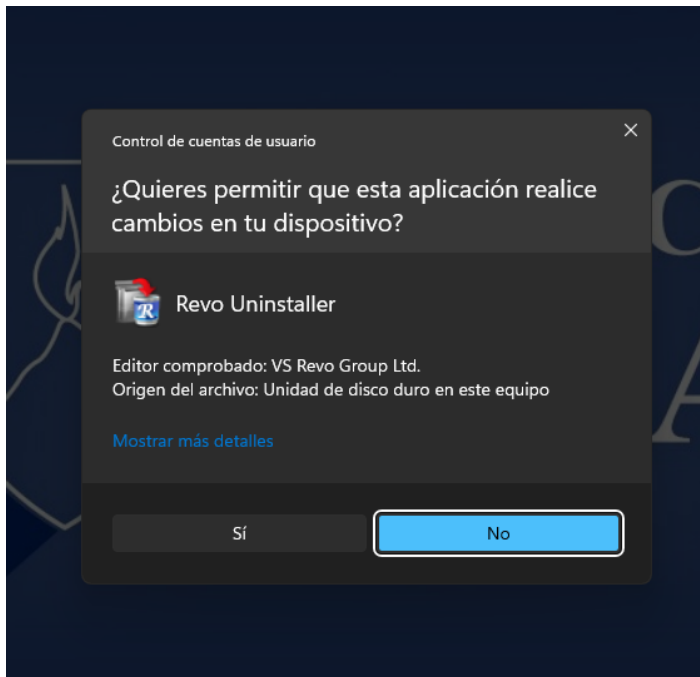 Control de cuentas de usuario
¿Quieres permitir que esta aplicación realice
cambios en tu dispositivo?
R
Revo Uninstaller
Editor comprobado: VS Revo Group Ltd.
Origen del archivo: Unidad de disco duro en este equipo
Mostrar más detalles
Sí
No